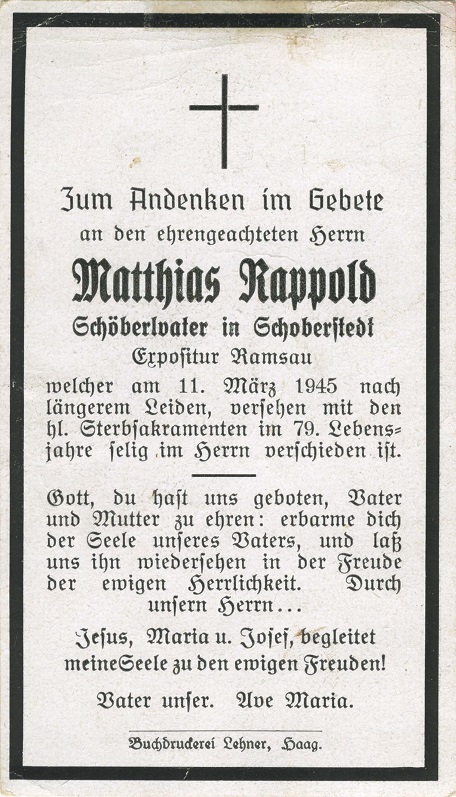 Zum Andenken im Gebete
an den ehrengeachteten Herrn
Matthias Rappold
Schöberlvater in Schoberstedt
Expositur Ramsau
welcher am 11. März 1945 nach
längerem Leiden, versehen mit den
hl. Sterbsakramenten im 79. Lebens-
jahre selig im Herrn verschieden ist.
Gott, du hast uns geboten, Vater
und Mutter zu ehren: erbarme dich
der Seele unseres Vaters, und laß
uns ihn wiedersehen in der Freude
der ewigen Herrlichkeit. Durch
unsern Herrn...
Jesus, Maria u. Josef, begleitet
meine Seele zu den ewigen Freuden!
Vater unser. Ave Maria.
Buchdruckerei Lehner, Haag.